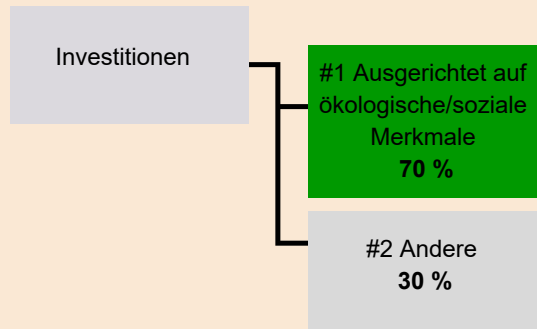 Investitionen
#1 Ausgerichtet auf
ökologische/soziale
Merkmale
70 %
#2 Andere
30 %